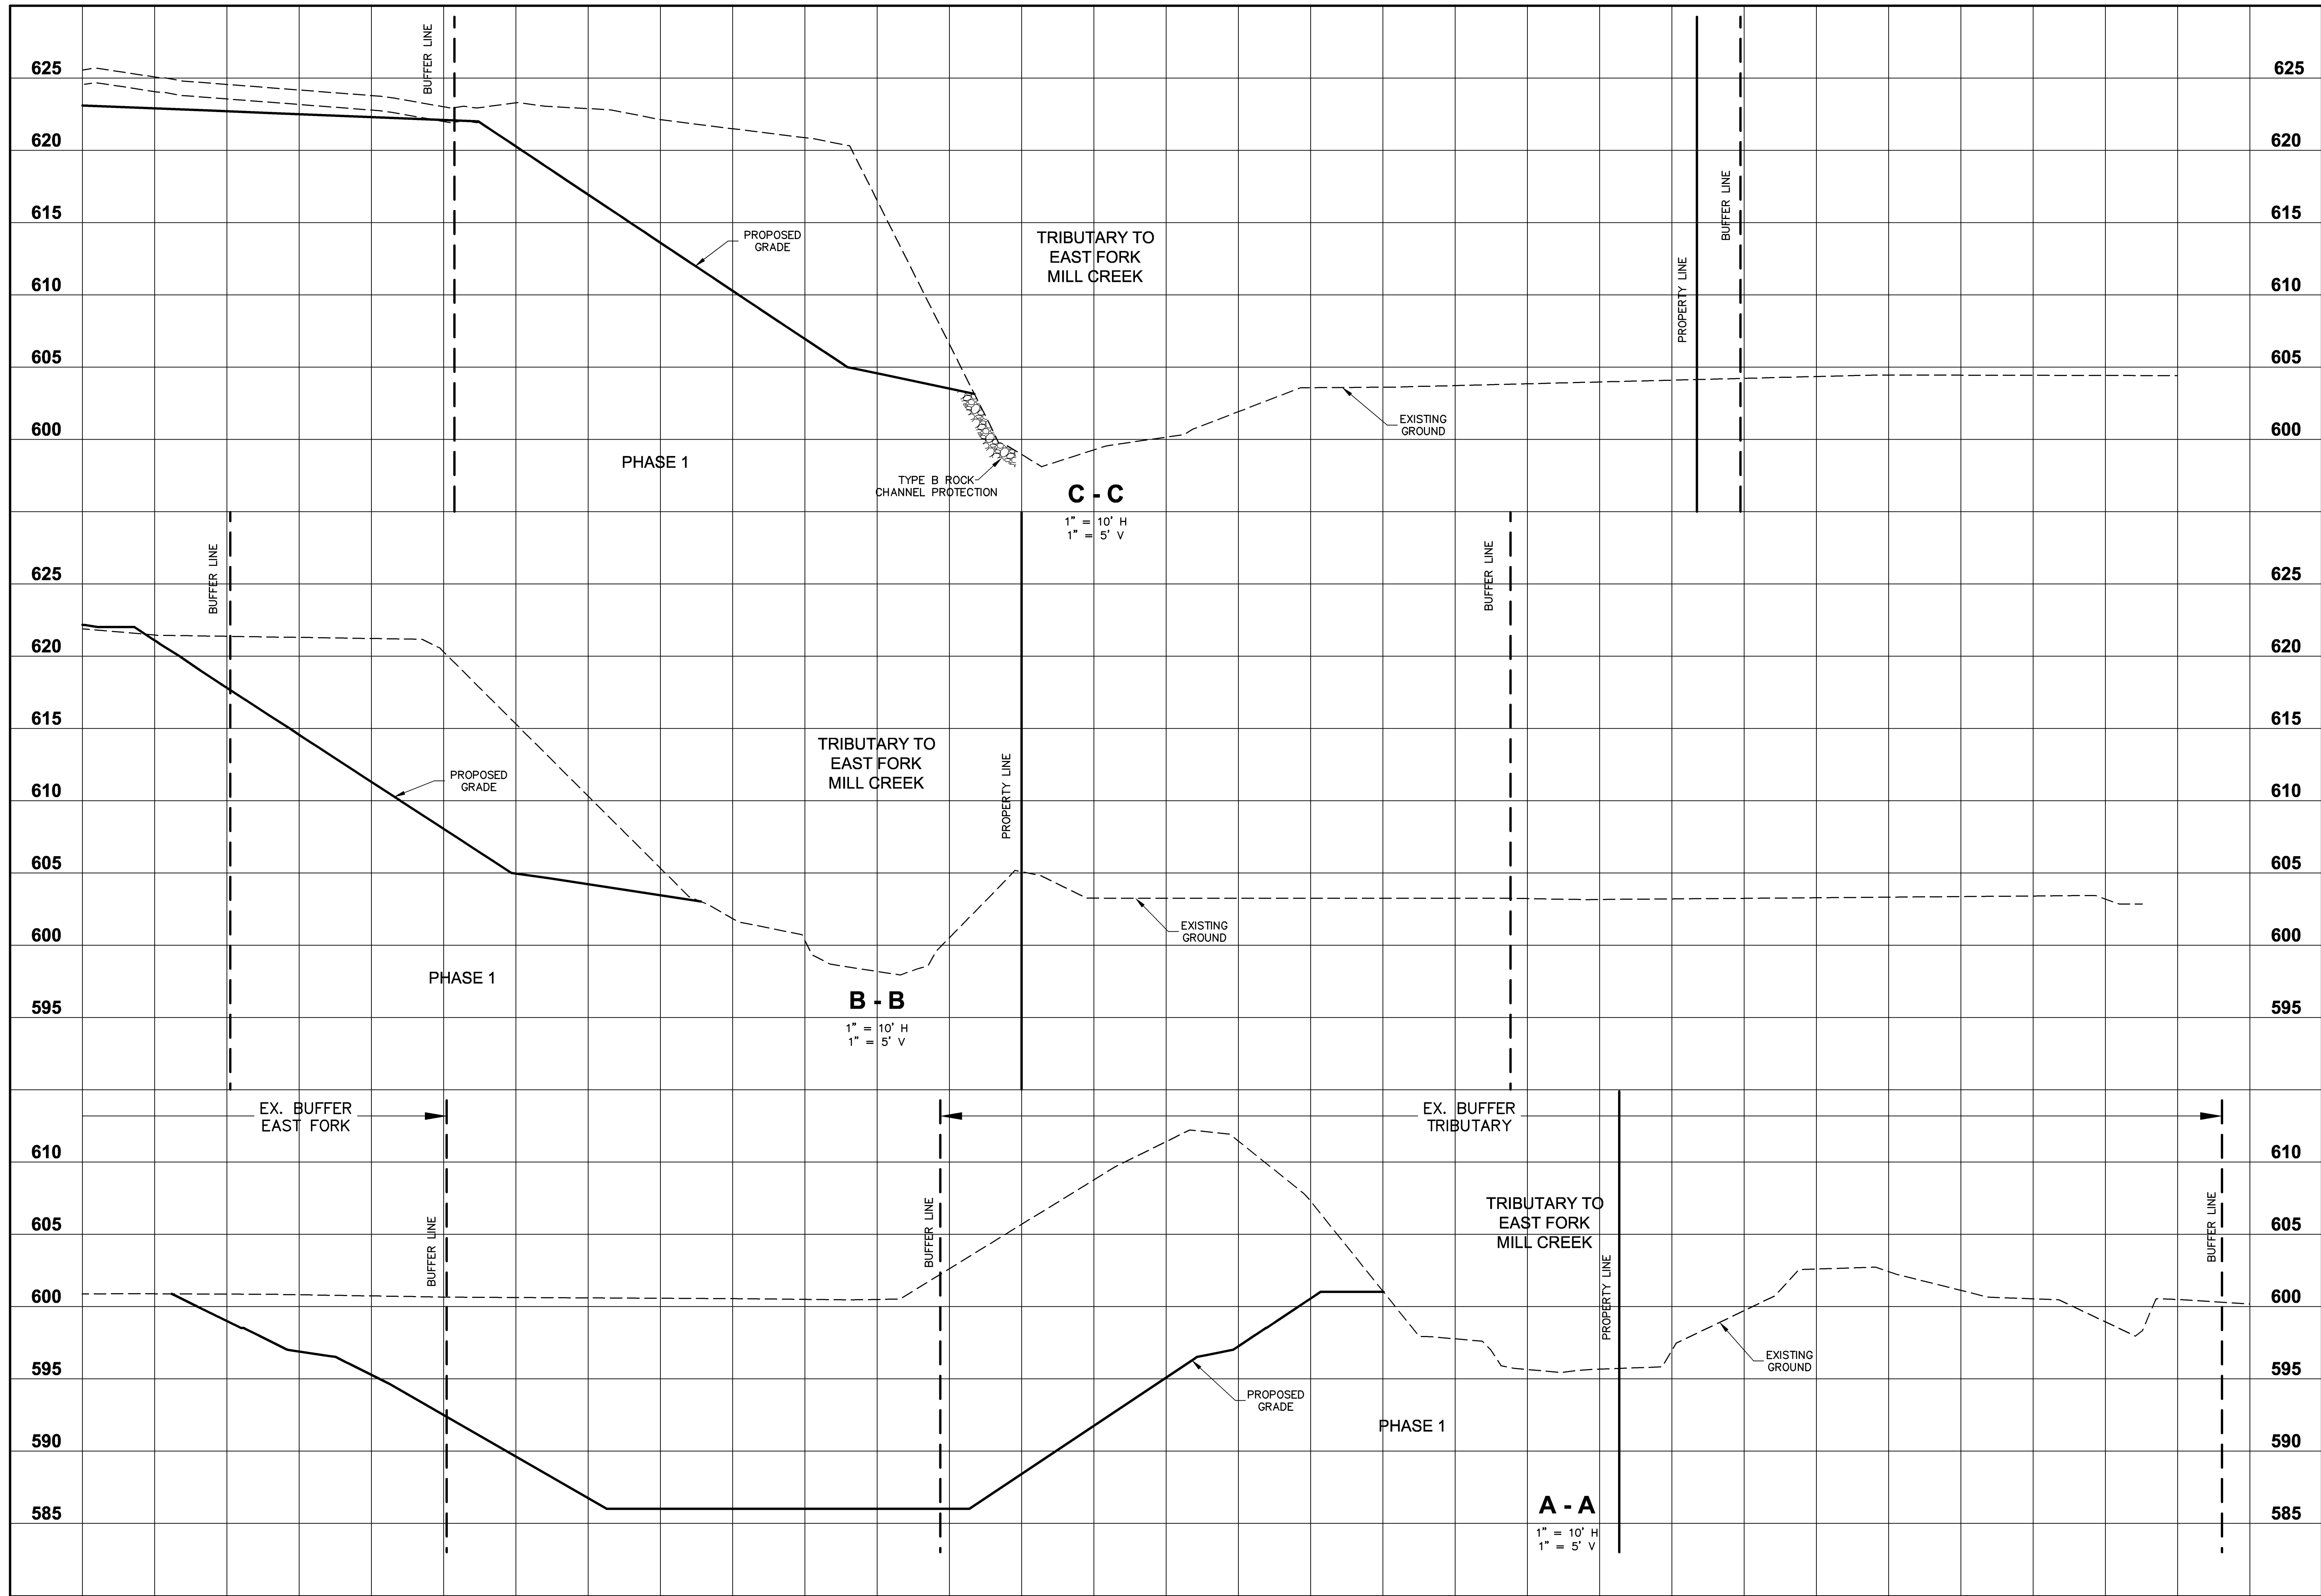 BUFFER LINE
625
625
620
620
615
615
610
610
605
605
600
600
PROPOSED
GRADE
TRIBUTARY TO
EAST FORK
MILL CREEK
PROPERTY LINE
BUFFER LINE
EXISTING
GROUND
PHASE 1
TYPE B ROCK
CHANNEL PROTECTION
C - C
1" = 10' H
1" = 5' V
BUFFER LINE
BUFFER LINE
625
625
620
620
615
615
610
610
605
605
600
600
595
595
TRIBUTARY TO
EAST FORK
MILL CREEK
PROPOSED
GRADE
PROPERTY LINE
EXISTING
GROUND
PHASE 1
B - B
1" = 10' H
1" = 5' V
EX. BUFFER
EAST FORK
EX. BUFFER
TRIBUTARY
610
610
605
605
600
600
595
595
590
590
585
585
BUFFER LINE
BUFFER LINE
TRIBUTARY TO
EAST FORK
MILL CREEK
PROPERTY LINE
BUFFER LINE
EXISTING
GROUND
PROPOSED
GRADE
PHASE 1
A - A
1" = 10' H
1" = 5' V